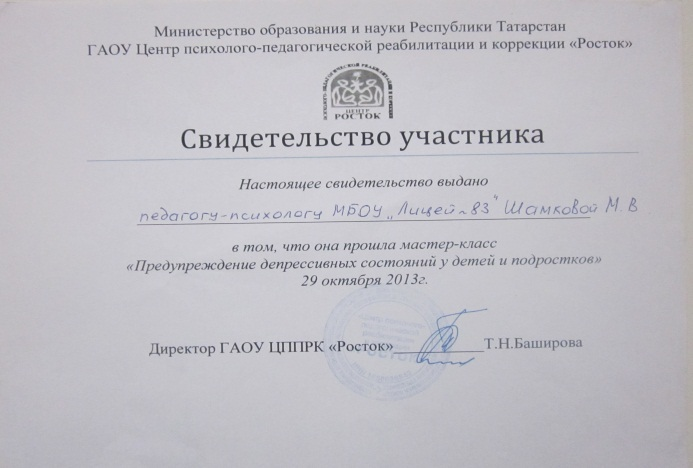 Министерство образования и науки Республики Татарстан
ГАОУ Центр психолого-педагогической реабилитации и коррекции «Росток»
ЦЕНТР
РОСТОК
Свидетельство участника
Настоящее свидетельство выдано
педагогу-психологу МБОУ „Лицей №83" Шамковой М.В
в том, что она прошла мастер-класс
«Предупреждение депрессивных состояний у детей и подростков»
29 октября 2013г.
Директор ГАОУ ЦППРК «Росток» Т.Н.Баширова